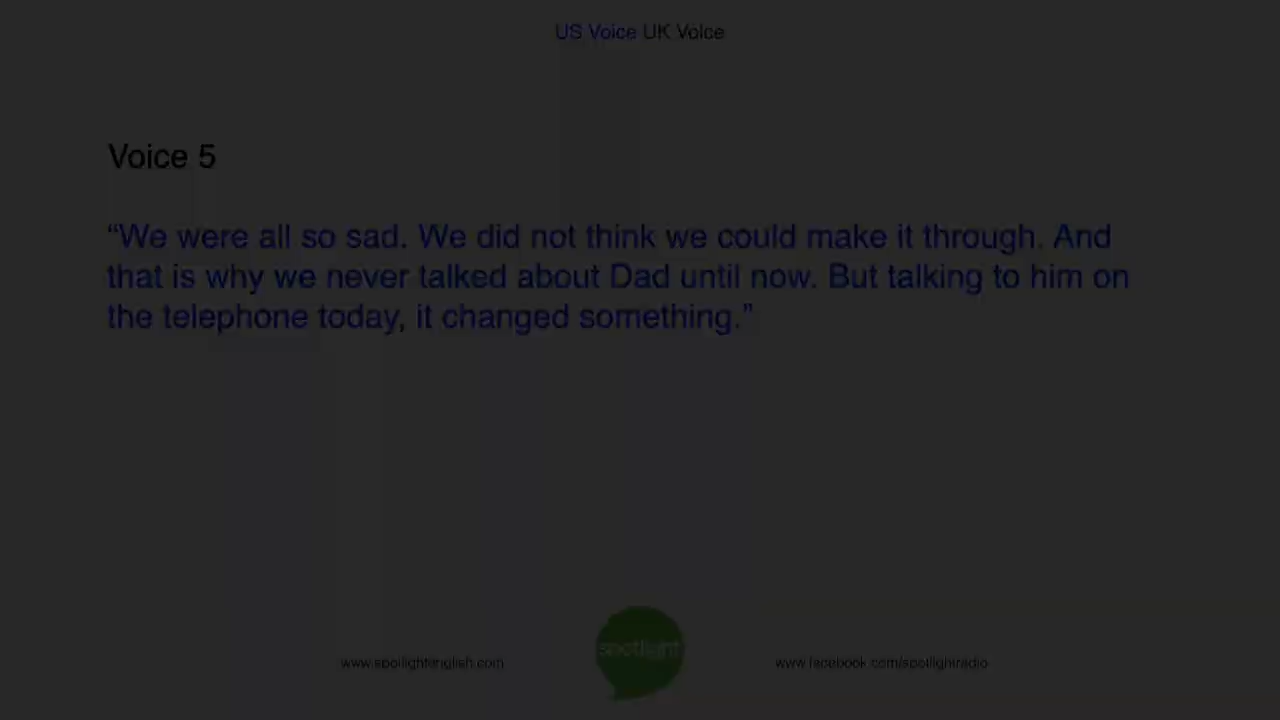 US Voice UK Voice
Voice 5
“We were all so sad. We did not think we could make it through. And
that is why we never talked about Dad until now. But talking to him on
the telephone today, it changed something.”
spotlight
www.spotlightenglish.com
www.facebook.com/spotlightradio